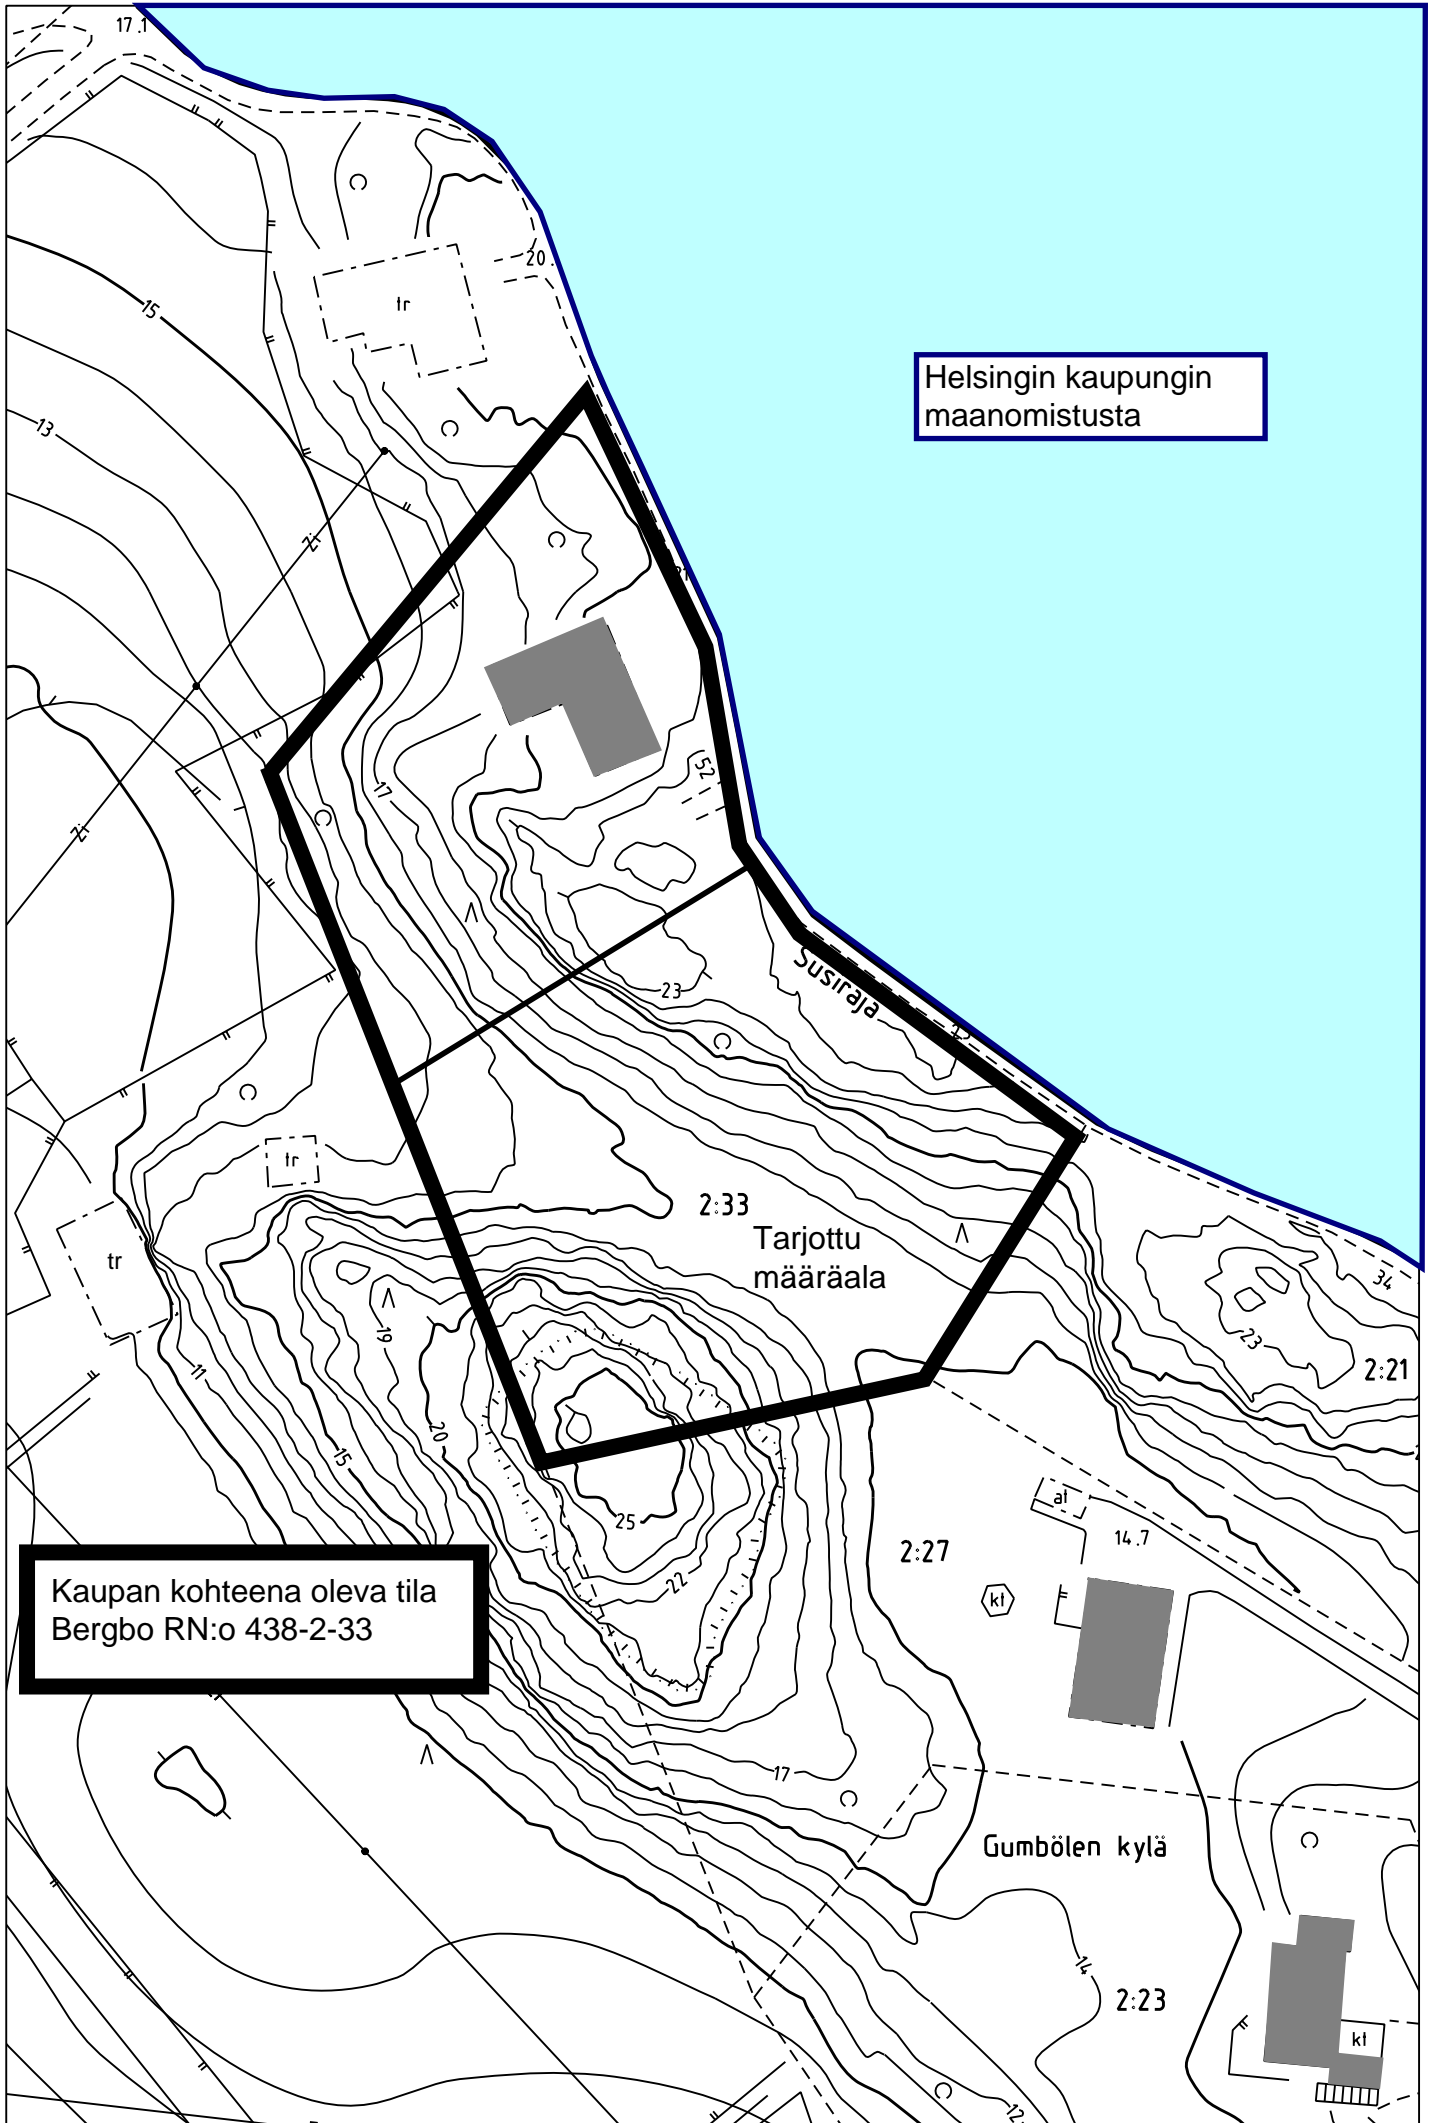 17.1
20.
tr
15
Helsingin kaupungin
maanomistusta
13
17
52
23
Susiraja
tr
2:33
Tarjottu
määräala
tr
34
19
23
2:21
11
20
15
25
at
14.7
2:27
22
kt
Kaupan kohteena oleva tila
Bergbo RN:o 438-2-33
17
Gumbölen kylä
14
2:23
kt
12